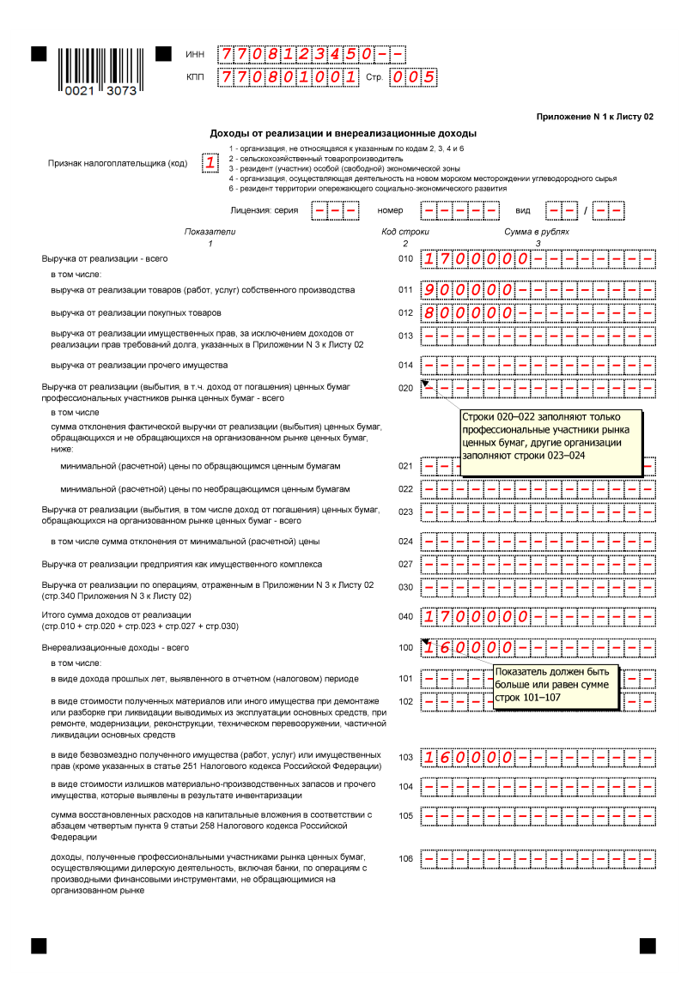 ИНН 7708123450--
КПП 770801001 Стр. 005
0021 3073
Приложение N 1 к Листу 02
Доходы от реализации и внереализационные доходы
Признак налогоплательщика (код) 1
1 - организация, не относящаяся к указанным по кодам 2, 3, 4 и 6
2 - сельскохозяйственный товаропроизводитель
3 - резидент (участник) особой (свободной) экономической зоны
4 - организация, осуществляющая деятельность на новом морском месторождении углеводородного сырья
6 - резидент территории опережающего социально-экономического развития
Лицензия: серия --- номер ----- вид -- / --
Показатели Код строки Сумма в рублях
1 2 3
Выручка от реализации - всего 010 1700000--------
в том числе:
выручка от реализации товаров (работ, услуг) собственного производства 011 900000---------
выручка от реализации покупных товаров 012 800000---------
выручка от реализации имущественных прав, за исключением доходов от
реализации прав требований долга, указанных в Приложении N 3 к Листу 02 013 ---------------
выручка от реализации прочего имущества 014 ---------------
Выручка от реализации (выбытия, в т.ч. доход от погашения) ценных бумаг 020 ---------------
профессиональных участников рынка ценных бумаг - всего
в том числе
сумма отклонения фактической выручки от реализации (выбытия) ценных бумаг,
обращающихся и не обращающихся на организованном рынке ценных бумаг,
ниже:
Строки 020–022 заполняют только
профессиональные участники рынка
ценных бумаг, другие организации
заполняют строки 023–024
минимальной (расчетной) цены по обращающимся ценным бумагам 021 ---
минимальной (расчетной) цены по необращающимся ценным бумагам 022 ---------------
Выручка от реализации (выбытия, в том числе доход от погашения) ценных бумаг, 023 ---------------
обращающихся на организованном рынке ценных бумаг - всего
в том числе сумма отклонения от минимальной (расчетной) цены 024 ---------------
Выручка от реализации предприятия как имущественного комплекса 027 ---------------
Выручка от реализации по операциям, отраженным в Приложении N 3 к Листу 02 030 ---------------
(стр.340 Приложения N 3 к Листу 02)
Итого сумма доходов от реализации 040 1700000--------
(стр.010 + стр.020 + стр.023 + стр.027 + стр.030)
Внереализационные доходы - всего 100 160000---------
в том числе:
Показатель должен быть
больше или равен сумме
строк 101–107
в виде дохода прошлых лет, выявленного в отчетном (налоговом) периоде 101 ------
в виде стоимости полученных материалов или иного имущества при демонтаже 102 ------
или разборке при ликвидации выводимых из эксплуатации основных средств, при
ремонте, модернизации, реконструкции, техническом перевооружении, частичной
ликвидации основных средств
в виде безвозмездно полученного имущества (работ, услуг) или имущественных 103 160000---------
прав (кроме указанных в статье 251 Налогового кодекса Российской Федерации)
в виде стоимости излишков материально-производственных запасов и прочего 104 ---------------
имущества, которые выявлены в результате инвентаризации
сумма восстановленных расходов на капитальные вложения в соответствии с 105 ---------------
абзацем четвертым пункта 9 статьи 258 Налогового кодекса Российской
Федерации
доходы, полученные профессиональными участниками рынка ценных бумаг, 106 ---------------
осуществляющими дилерскую деятельность, включая банки, по операциям с
производными финансовыми инструментами, не обращающимися на
организованном рынке